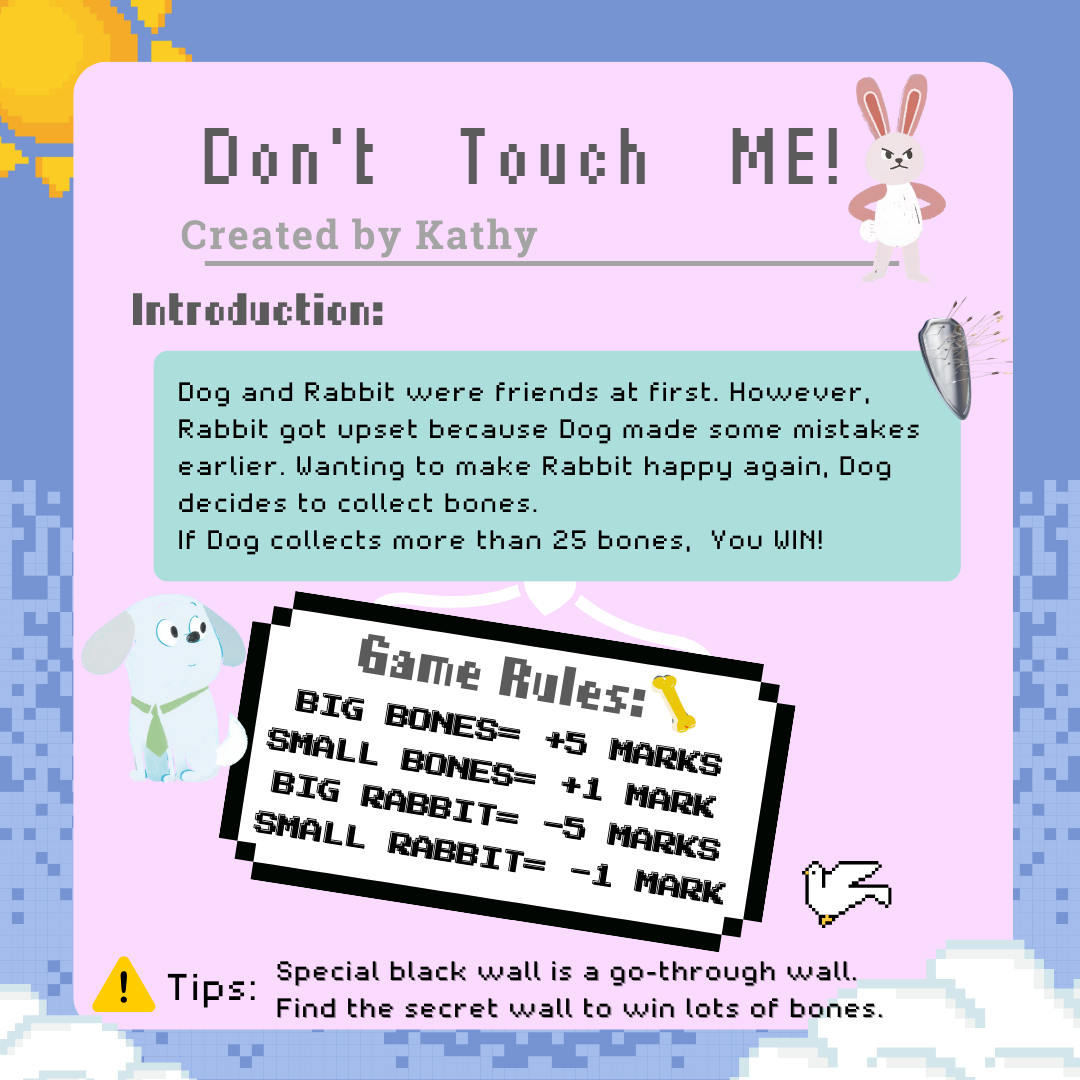 Don't Touch ME!
Created by Kathy
Introduction:
Dog and Rabbit were friends at first. However,
Rabbit got upset because Dog made some mistakes
earlier. Wanting to make Rabbit happy again, Dog
decides to collect bones.
If Dog collects more than 25 bones, You WIN!
Game Rules:
BIG BONES= +5 MARKS
SMALL BONES= +1 MARK
BIG RABBIT= -5 MARKS
SMALL RABBIT= -1 MARK
Tips:
Special black wall is a go-through wall.
Find the secret wall to win lots of bones.